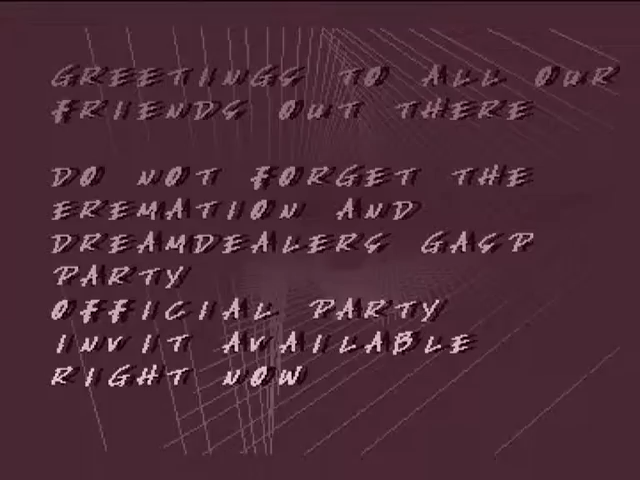 GREETINGS TO ALL OUR
FRIENDS OUT THERE
DO NOT FORGET THE
EREMATION AND
DREAMDEALERS GASP
PARTY
OFFICIAL PARTY
INVIT AVAILABLE
RIGHT NOW